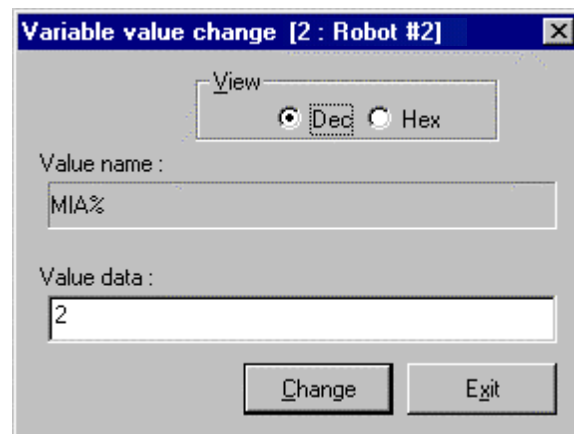 Variable value change [2 : Robot #2]
View
Dec Hex
Value name :
MIA%
Value data :
2
Change Exit